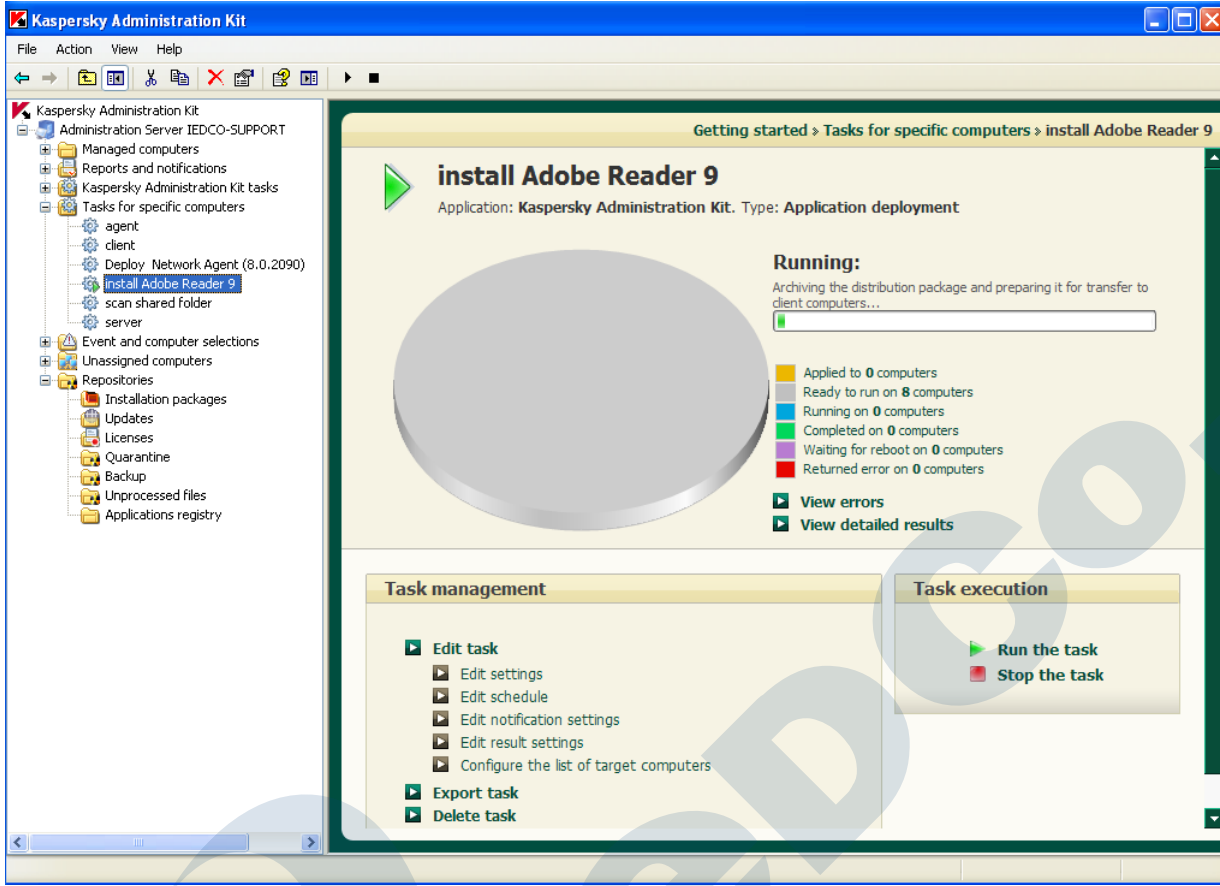 Kaspersky Administration Kit
File Action View Help
Kaspersky Administration Kit
Administration Server IEDCO-SUPPORT
Managed computers
Reports and notifications
Kaspersky Administration Kit tasks
Tasks for specific computers
agent
client
Deploy Network Agent (8.0.2090)
install Adobe Reader 9
scan shared folder
server
Event and computer selections
Unassigned computers
Repositories
Installation packages
Updates
Licenses
Quarantine
Backup
Unprocessed files
Applications registry
Getting started » Tasks for specific computers » install Adobe Reader 9
install Adobe Reader 9
Application: Kaspersky Administration Kit. Type: Application deployment
Running:
Archiving the distribution package and preparing it for transfer to
client computers...
Applied to 0 computers
Ready to run on 8 computers
Running on 0 computers
Completed on 0 computers
Waiting for reboot on 0 computers
Returned error on 0 computers
View errors
View detailed results
Task management
Edit task
Edit settings
Edit schedule
Edit notification settings
Edit result settings
Configure the list of target computers
Export task
Delete task
Task execution
Run the task
Stop the task